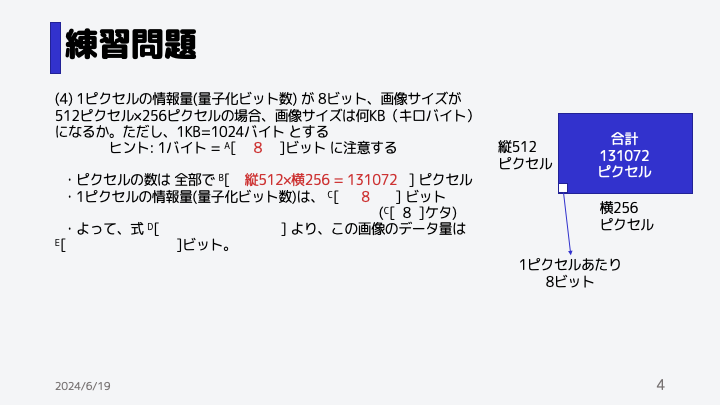 練習問題
(4) 1ピクセルの情報量(量子化ビット数) が 8ビット、画像サイズが
512ピクセル×256ピクセルの場合、画像サイズは何KB（キロバイト）
になるか。ただし、1KB=1024バイト とする
ヒント: 1バイト = A[ 8 ]ビット に注意する
・ピクセルの数は 全部で B[ 縦512×横256 = 131072 ] ピクセル
・1ピクセルの情報量(量子化ビット数)は、 C[ 8 ] ビット
(C[ 8 ]ケタ)
・よって、式 D[ ] より、この画像のデータ量は
E[ ]ビット。
縦512
ピクセル
合計
131072
ピクセル
横256
ピクセル
1ピクセルあたり
8ビット
2024/6/19
4